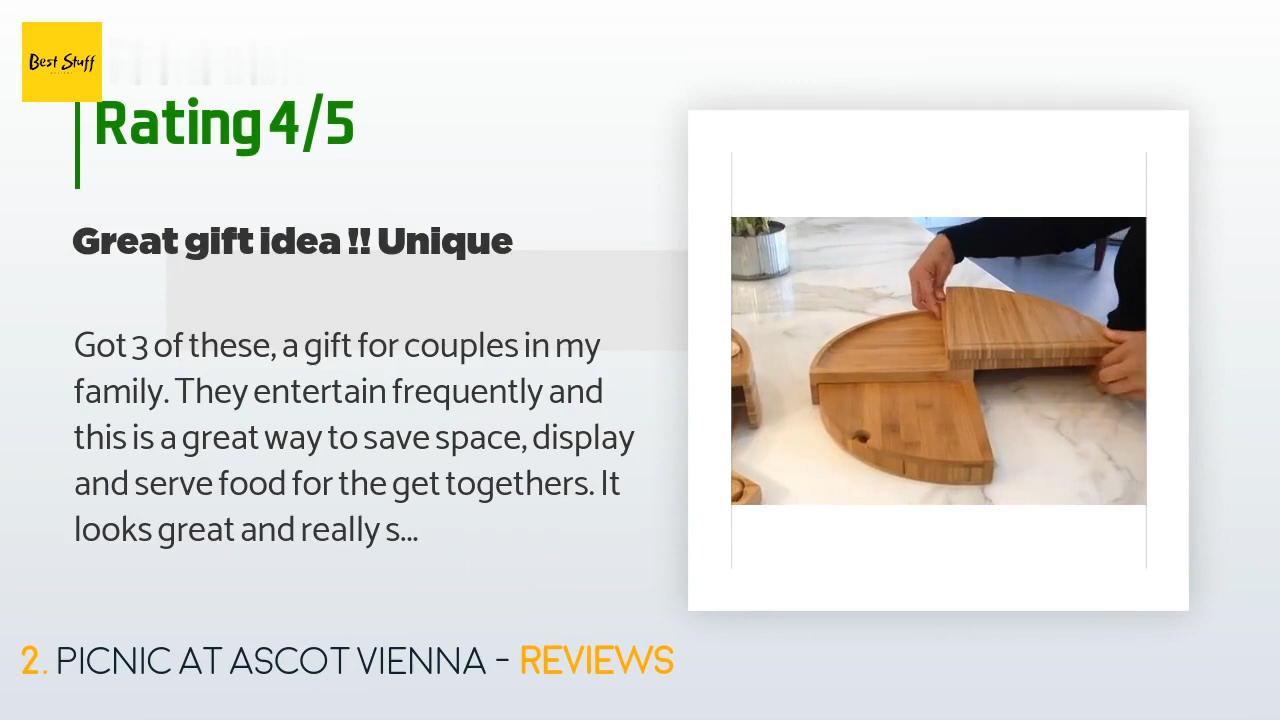 Best Stuff
Rating 4/5
Great gift idea !! Unique
Got 3 of these, a gift for couples in my
family. They entertain frequently and
this is a great way to save space, display
and serve food for the get togethers. It
looks great and really s...
2. PICNIC AT ASCOT VIENNA - REVIEWS